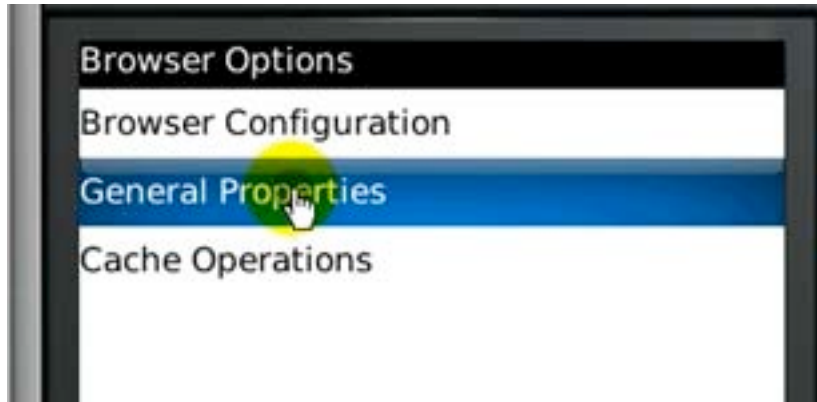 Browser Options
Browser Configuration
General Properties
Cache Operations